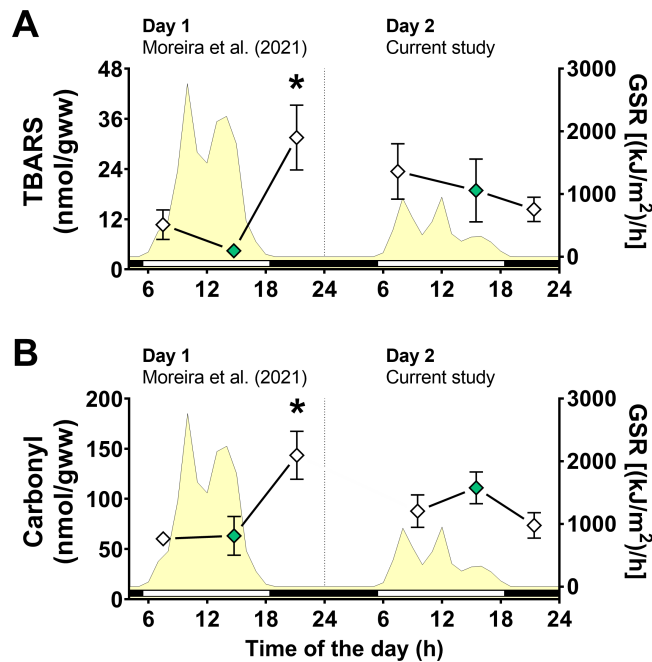 A
Day 1
Moreira et al. (2021)
Day 2
Current study
TBARS
(nmol/gww)
48
36
24
12
0
*
3000
2000
1000
0
GSR [(kJ/m²)/h]
6 12 18 24 6 12 18 24
B
Day 1
Moreira et al. (2021)
Day 2
Current study
Carbonyl
(nmol/gww)
200
150
100
50
0
*
3000
2000
1000
0
GSR [(kJ/m²)/h]
6 12 18 24 6 12 18 24
Time of the day (h)